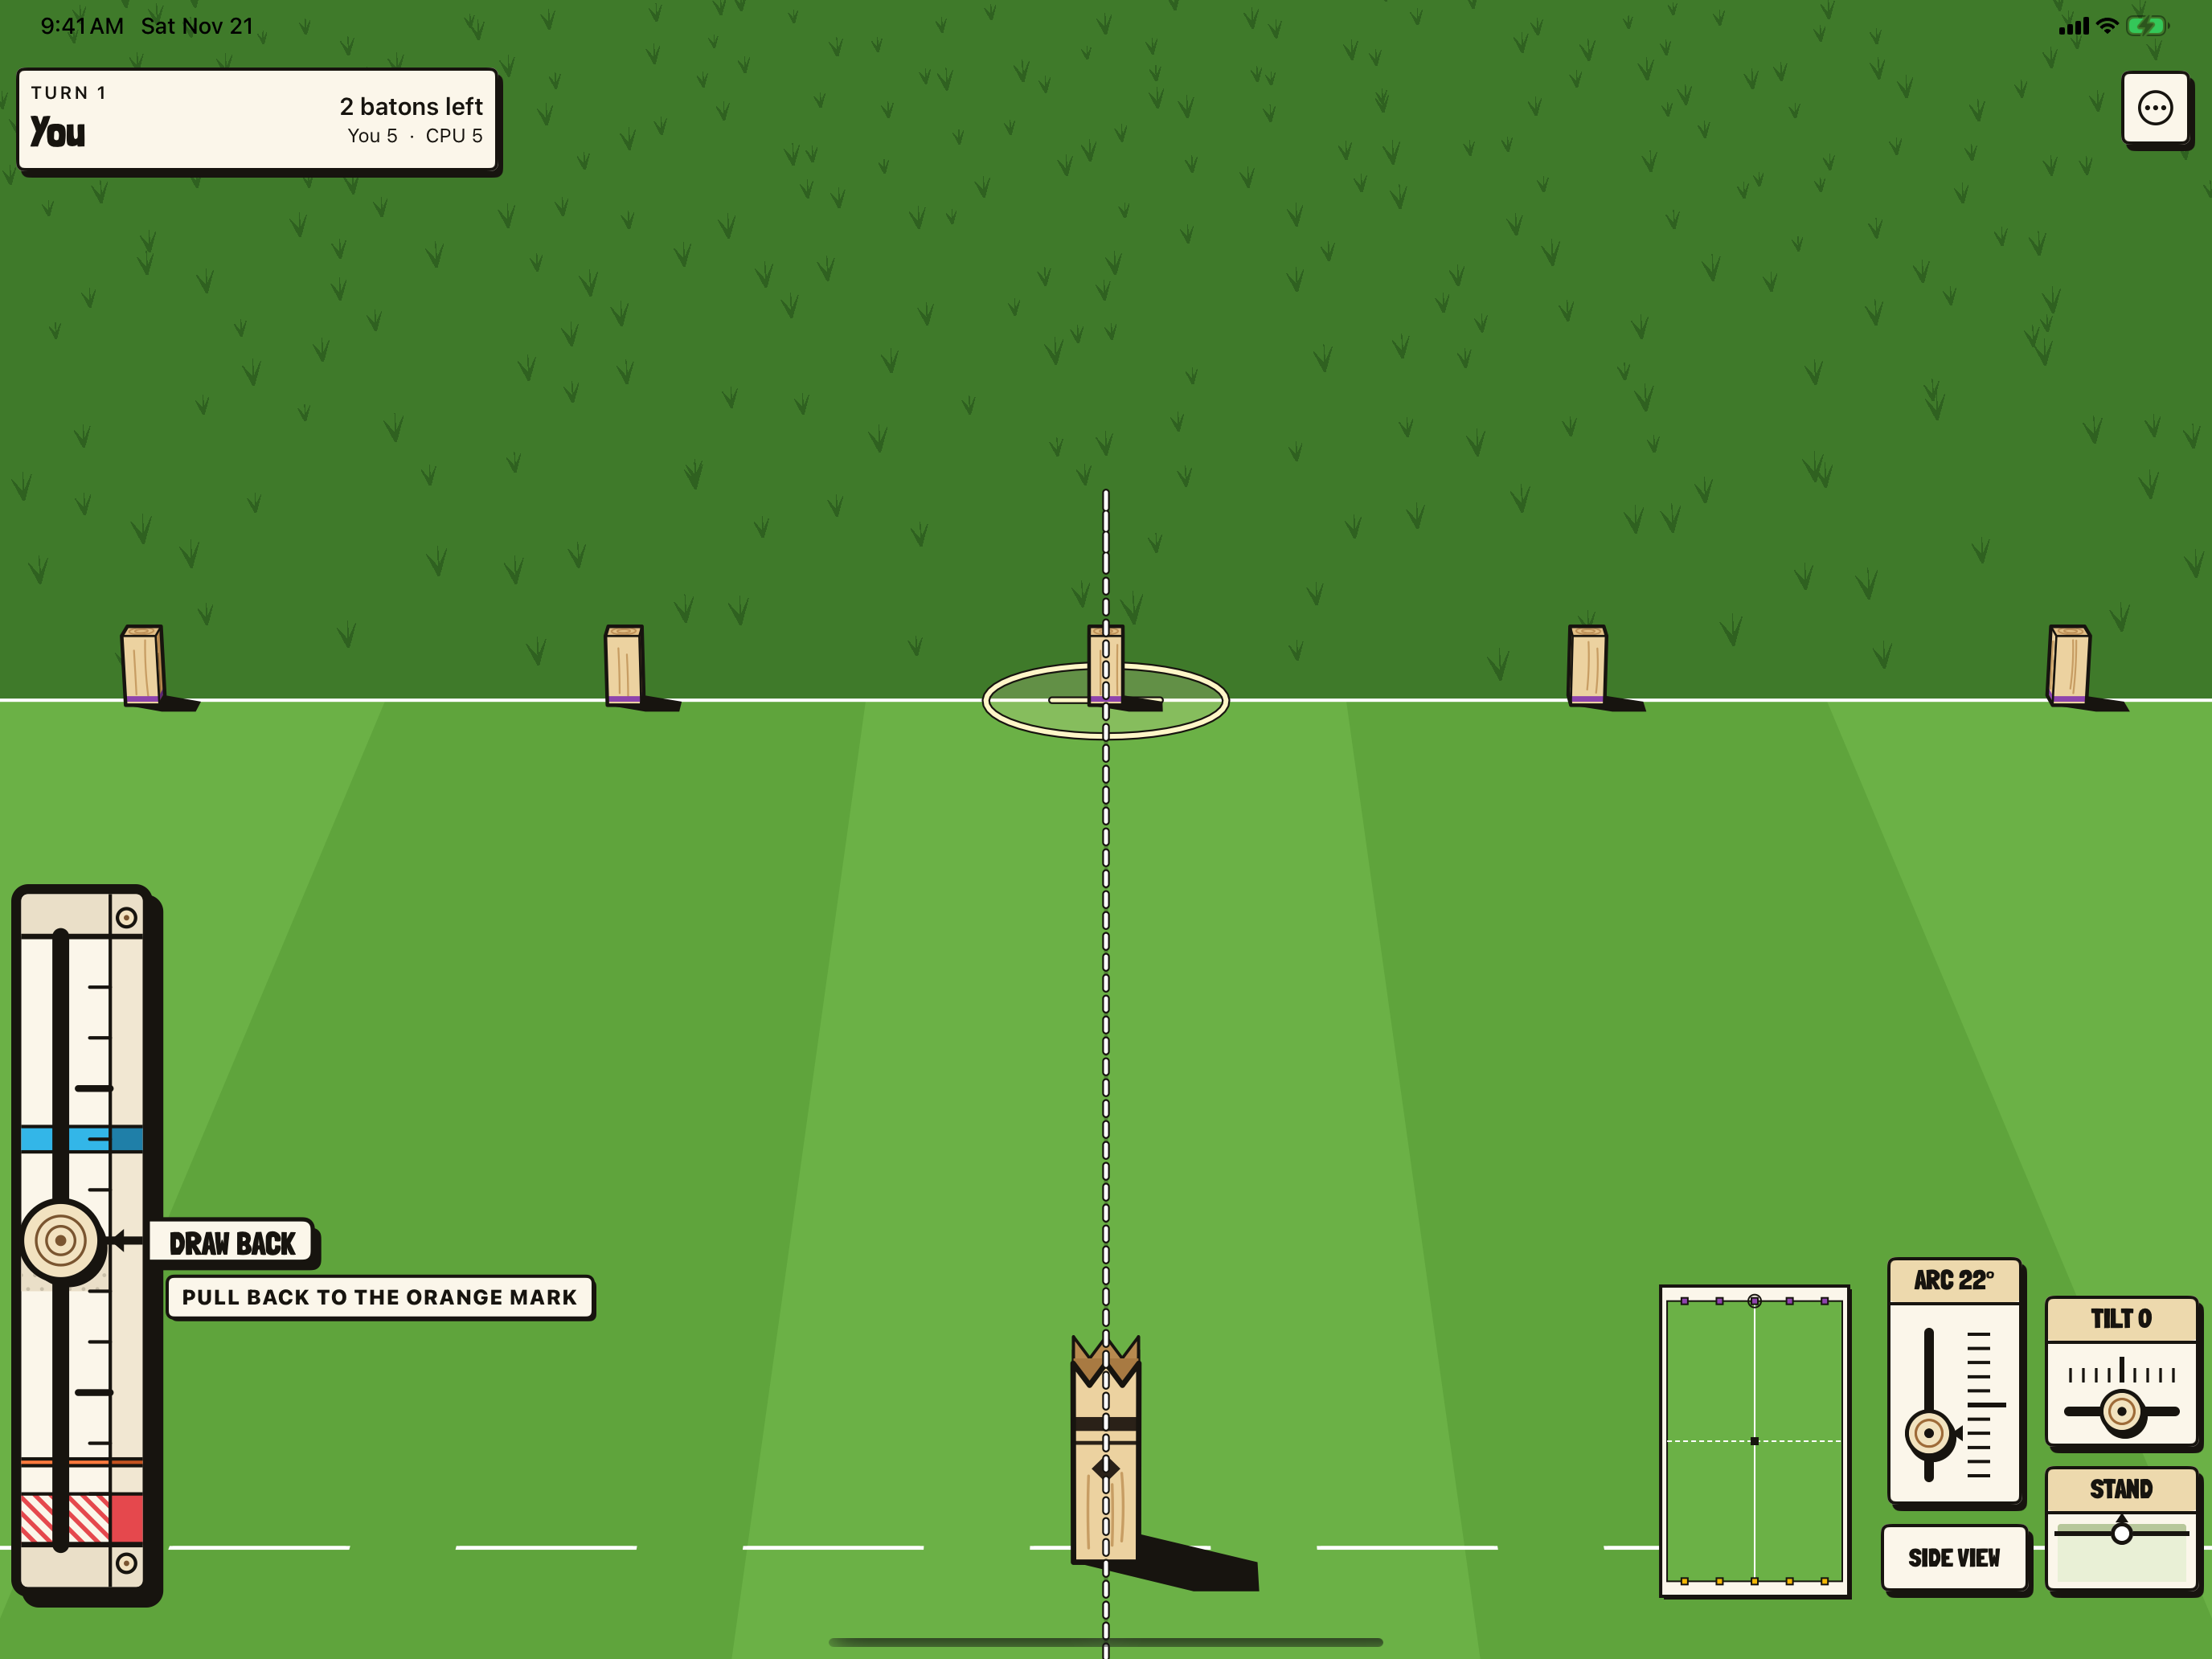 9:41 AM Sat Nov 21
TURN 1
You
2 batons left
You 5 · CPU 5
DRAW BACK
PULL BACK TO THE ORANGE MARK
ARC 22°
TILT 0
STAND
SIDE VIEW